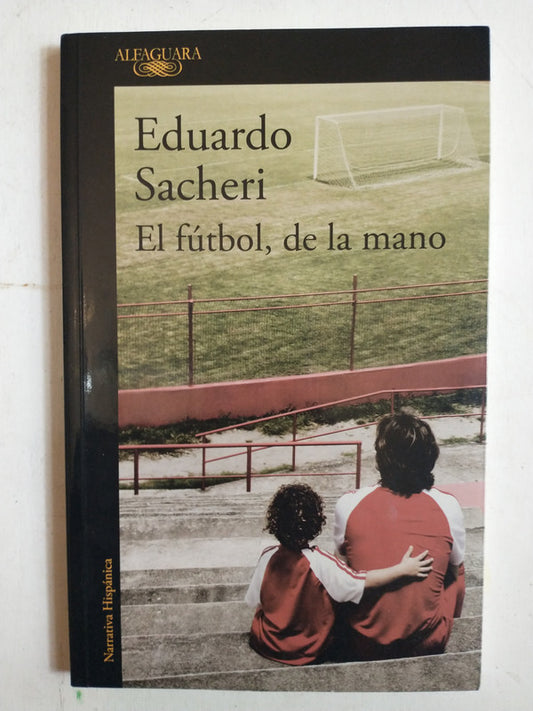 ALFAGUARA
Eduardo
Sacheri
El fútbol, de la mano
Narrativa Hispánica